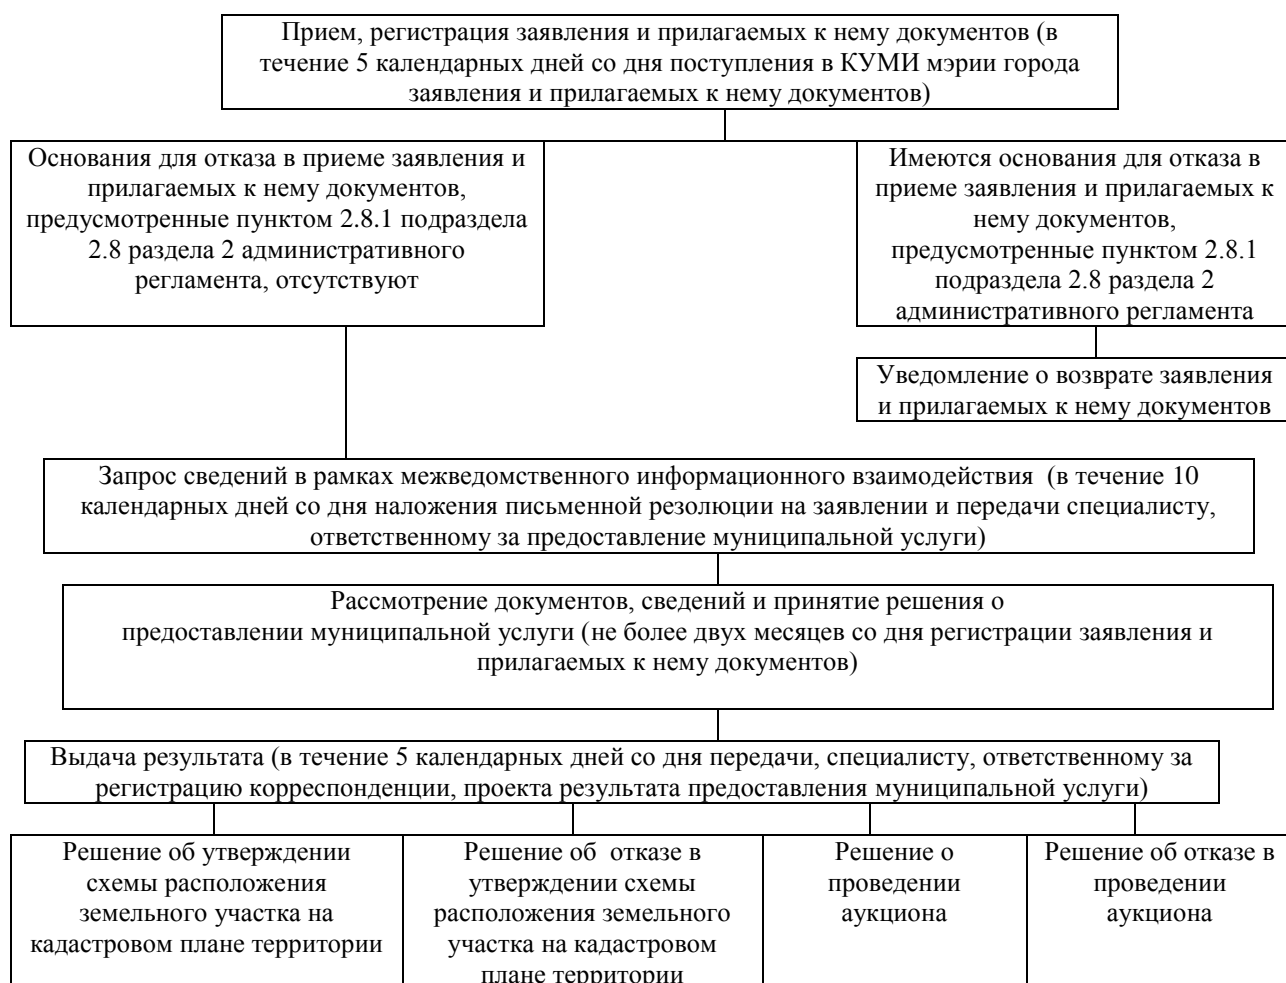 Прием, регистрация заявления и прилагаемых к нему документов (в
течение 5 календарных дней со дня поступления в КУМИ мэрии города
заявления и прилагаемых к нему документов)
Основания для отказа в приеме заявления и
прилагаемых к нему документов,
предусмотренные пунктом 2.8.1 подраздела
2.8 раздела 2 административного
регламента, отсутствуют
Имеются основания для отказа в
приеме заявления и прилагаемых к
нему документов,
предусмотренные пунктом 2.8.1
подраздела 2.8 раздела 2
административного регламента
Уведомление о возврате заявления
и прилагаемых к нему документов
Запрос сведений в рамках межведомственного информационного взаимодействия (в течение 10
календарных дней со дня наложения письменной резолюции на заявлении и передачи специалисту,
ответственному за предоставление муниципальной услуги)
Рассмотрение документов, сведений и принятие решения о
предоставлении муниципальной услуги (не более двух месяцев со дня регистрации заявления и
прилагаемых к нему документов)
Выдача результата (в течение 5 календарных дней со дня передачи, специалисту, ответственному за
регистрацию корреспонденции, проекта результата предоставления муниципальной услуги)
Решение об утверждении
схемы расположения
земельного участка на
кадастровом плане территории
Решение об отказе в
утверждении схемы
расположения земельного
участка на кадастровом
плане территории
Решение о
проведении
аукциона
Решение об отказе в
проведении
аукциона